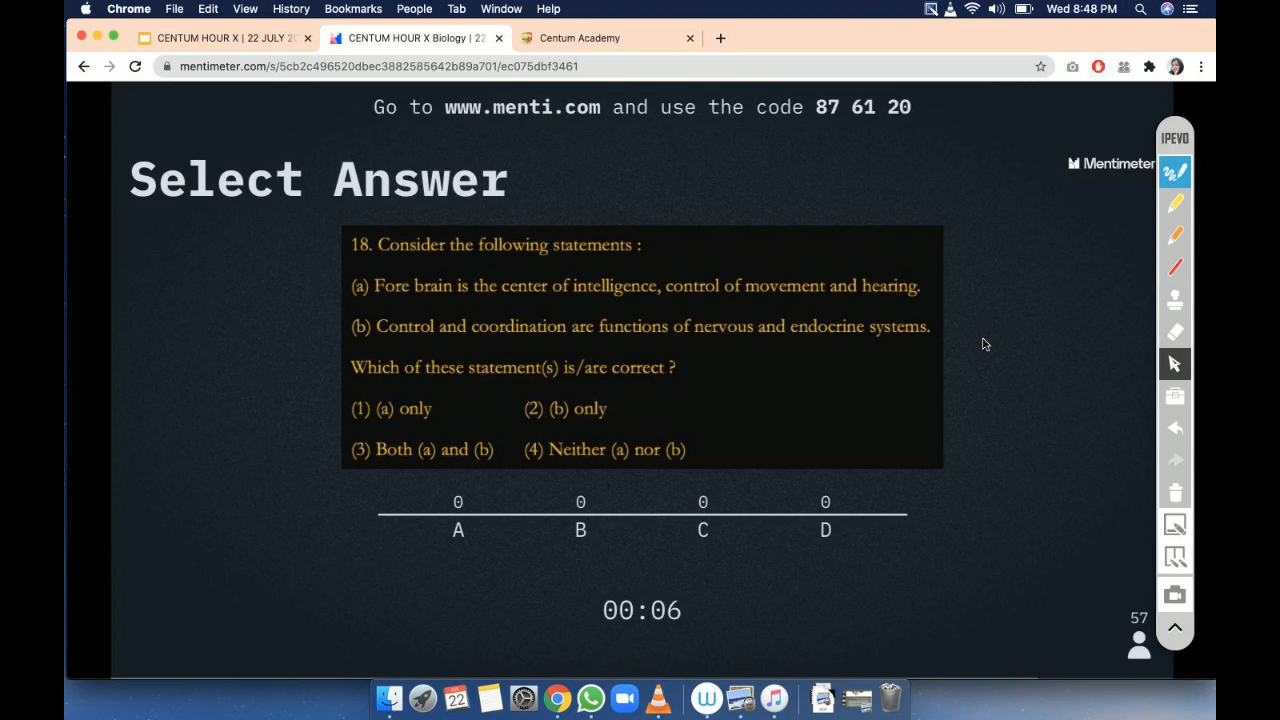 Chrome File Edit View History Bookmarks People Tab Window Help Wed 8:48 PM
CENTUM HOUR X | 22 JULY 20 CENTUM HOUR X Biology | 22 Centum Academy
mentimeter.com/s/5cb2c496520dbec3882585642b89a701/ec075dbf3461
Go to www.menti.com and use the code 87 61 20
IPEVO
Mentimeter
Select Answer
18. Consider the following statements :
(a) Fore brain is the center of intelligence, control of movement and hearing.
(b) Control and coordination are functions of nervous and endocrine systems.
Which of these statement(s) is/are correct ?
(1) (a) only (2) (b) only
(3) Both (a) and (b) (4) Neither (a) nor (b)
0 0 0 0
A B C D
00:06
57
22